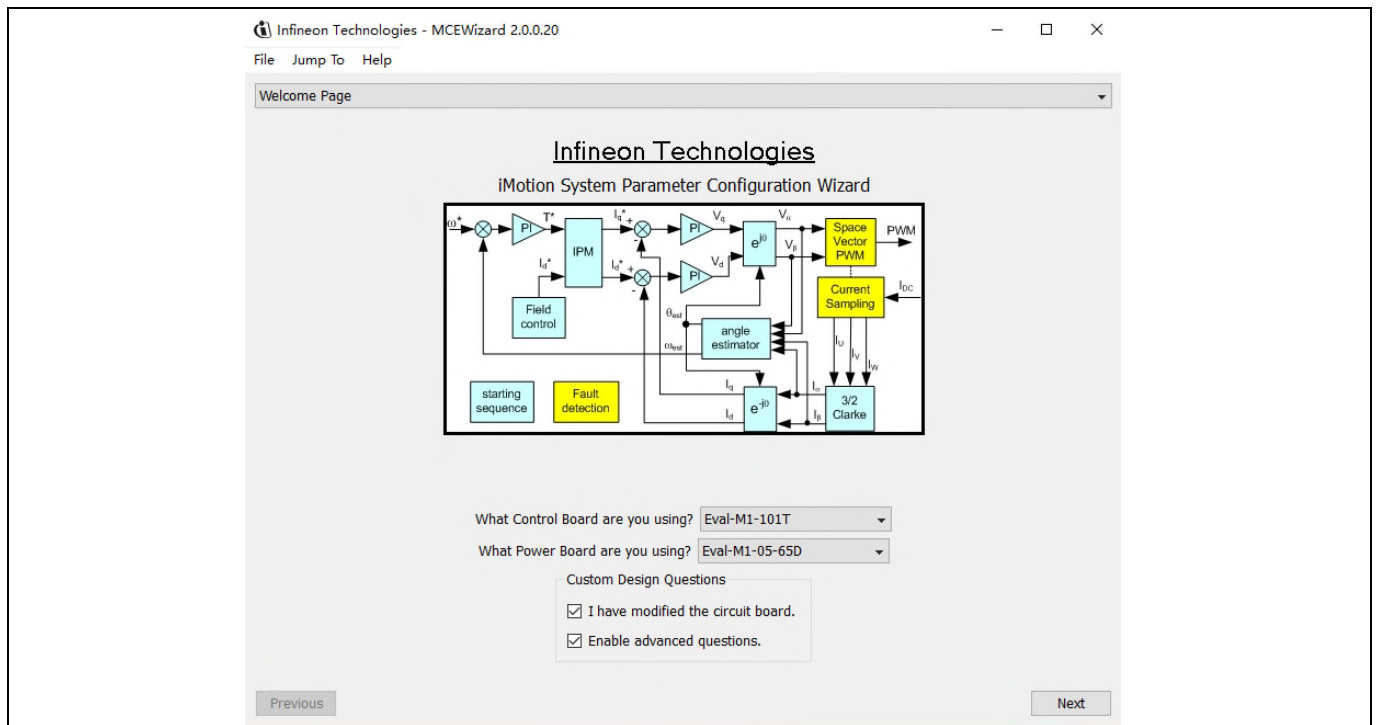 Infineon Technologies - MCEWizard 2.0.0.20
File Jump To Help
Welcome Page
Infineon Technologies
iMotion System Parameter Configuration Wizard
ω*
PI
T*
IPM
Iq*
+
-
PI
Vq
e^jθ
Vα
Vβ
Space
Vector
PWM
PWM
Id*
Id*
+
-
PI
Vd
Field
control
Current
Sampling
IDC
θest
ωest
angle
estimator
IU
IV
IW
starting
sequence
Fault
detection
Iq
Id
e^-jθ
Iα
Iβ
3/2
Clarke
What Control Board are you using? Eval-M1-101T
What Power Board are you using? Eval-M1-05-65D
Custom Design Questions
I have modified the circuit board.
Enable advanced questions.
Previous
Next